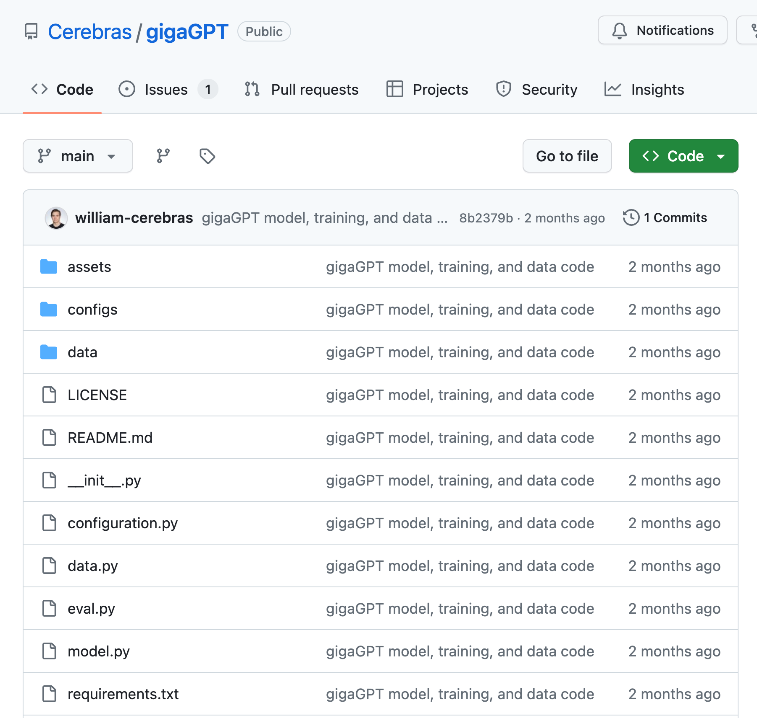 Cerebras / gigaGPT Public Notifications
Code Issues 1 Pull requests Projects Security Insights
main Go to file Code
william-cerebras gigaGPT model, training, and data ... 8b2379b · 2 months ago 1 Commits
assets gigaGPT model, training, and data code 2 months ago
configs gigaGPT model, training, and data code 2 months ago
data gigaGPT model, training, and data code 2 months ago
LICENSE gigaGPT model, training, and data code 2 months ago
README.md gigaGPT model, training, and data code 2 months ago
__init__.py gigaGPT model, training, and data code 2 months ago
configuration.py gigaGPT model, training, and data code 2 months ago
data.py gigaGPT model, training, and data code 2 months ago
eval.py gigaGPT model, training, and data code 2 months ago
model.py gigaGPT model, training, and data code 2 months ago
requirements.txt gigaGPT model, training, and data code 2 months ago